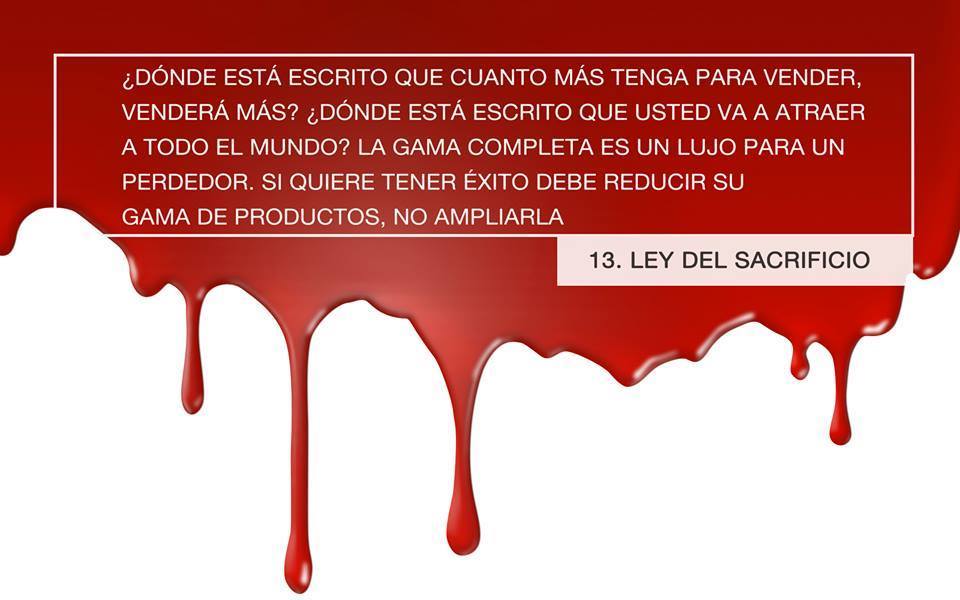 ¿DÓNDE ESTÁ ESCRITO QUE CUANTO MÁS TENGA PARA VENDER,
VENDERÁ MÁS? ¿DÓNDE ESTÁ ESCRITO QUE USTED VA A ATRAER
A TODO EL MUNDO? LA GAMA COMPLETA ES UN LUJO PARA UN
PERDEDOR. SI QUIERE TENER ÉXITO DEBE REDUCIR SU
GAMA DE PRODUCTOS, NO AMPLIARLA
13. LEY DEL SACRIFICIO